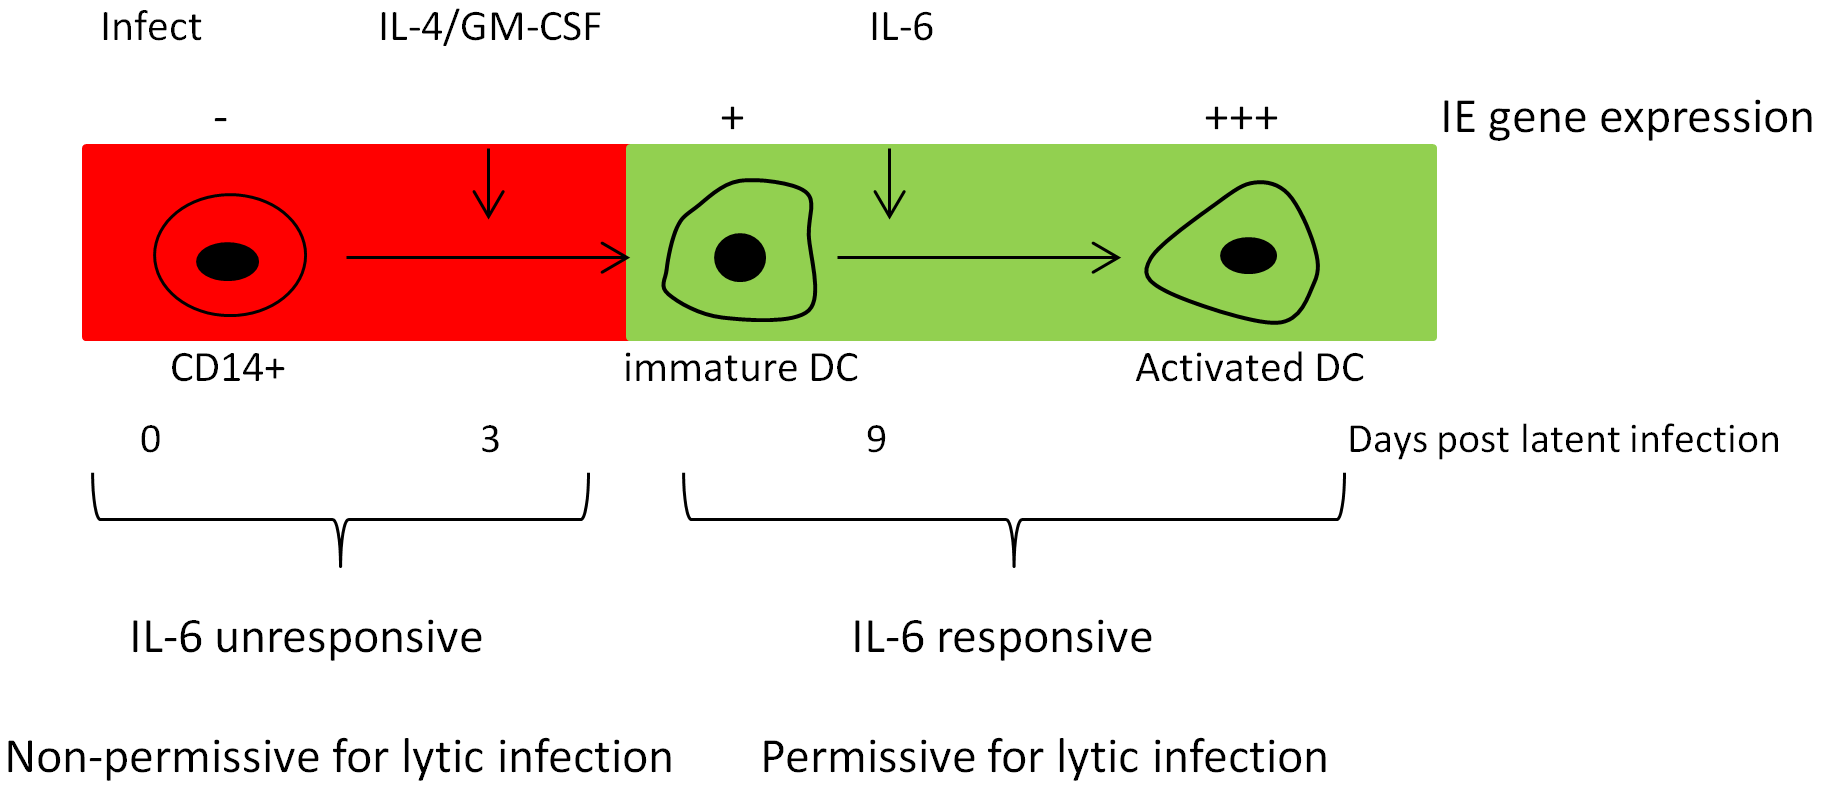 Infect IL-4/GM-CSF IL-6
- + +++ IE gene expression
CD14+ immature DC Activated DC
0 3 9 Days post latent infection
IL-6 unresponsive IL-6 responsive
Non-permissive for lytic infection Permissive for lytic infection